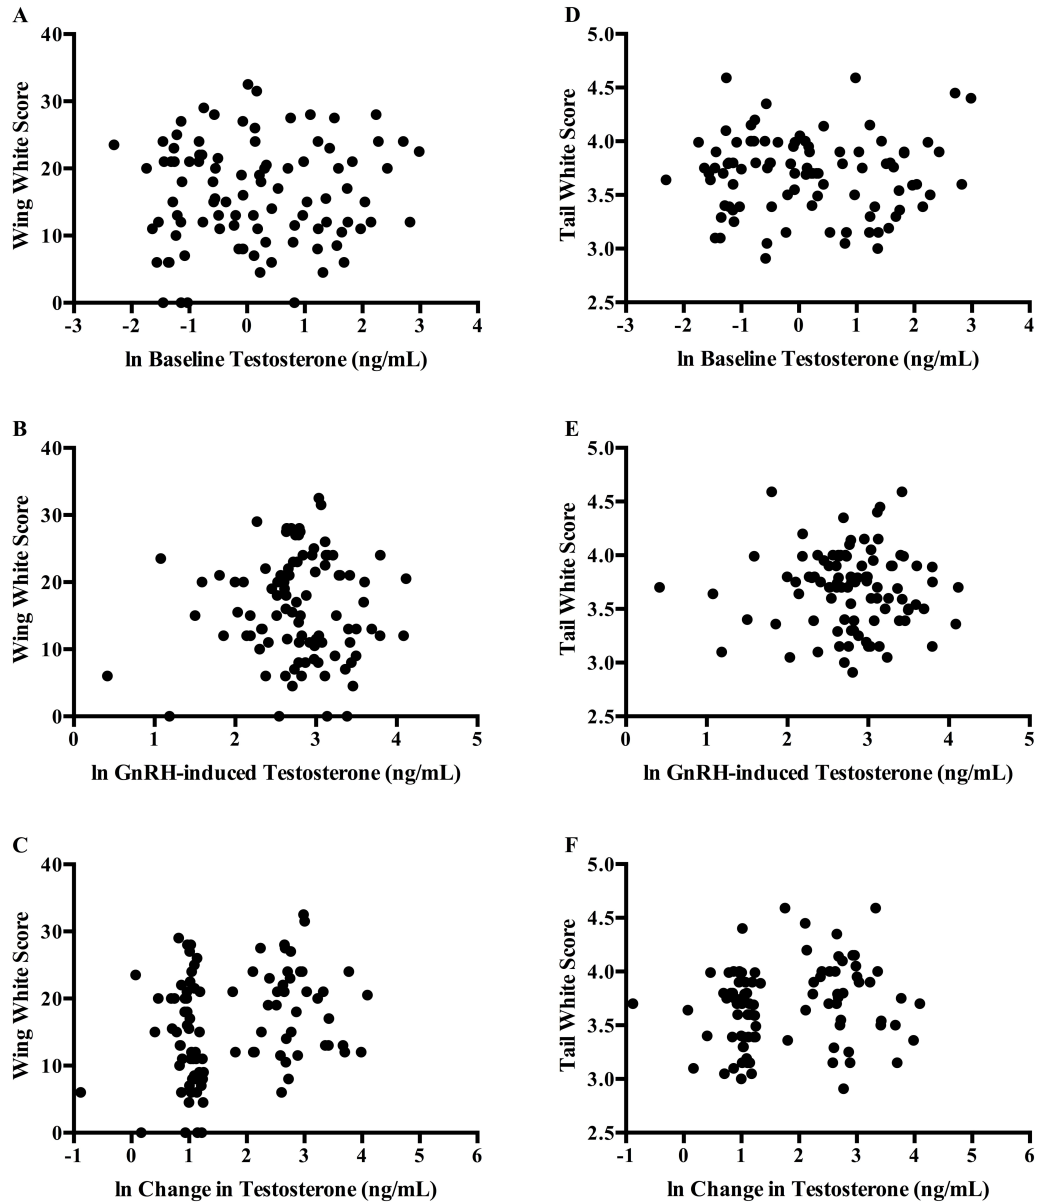 A
40
30
20
10
0
Wing White Score
-3 -2 -1 0 1 2 3 4
ln Baseline Testosterone (ng/mL)
D
5.0
4.5
4.0
3.5
3.0
2.5
Tail White Score
-3 -2 -1 0 1 2 3 4
ln Baseline Testosterone (ng/mL)
B
40
30
20
10
0
Wing White Score
0 1 2 3 4 5
ln GnRH-induced Testosterone (ng/mL)
E
5.0
4.5
4.0
3.5
3.0
2.5
Tail White Score
0 1 2 3 4 5
ln GnRH-induced Testosterone (ng/mL)
C
40
30
20
10
0
Wing White Score
-1 0 1 2 3 4 5 6
ln Change in Testosterone (ng/mL)
F
5.0
4.5
4.0
3.5
3.0
2.5
Tail White Score
-1 0 1 2 3 4 5 6
ln Change in Testosterone (ng/mL)